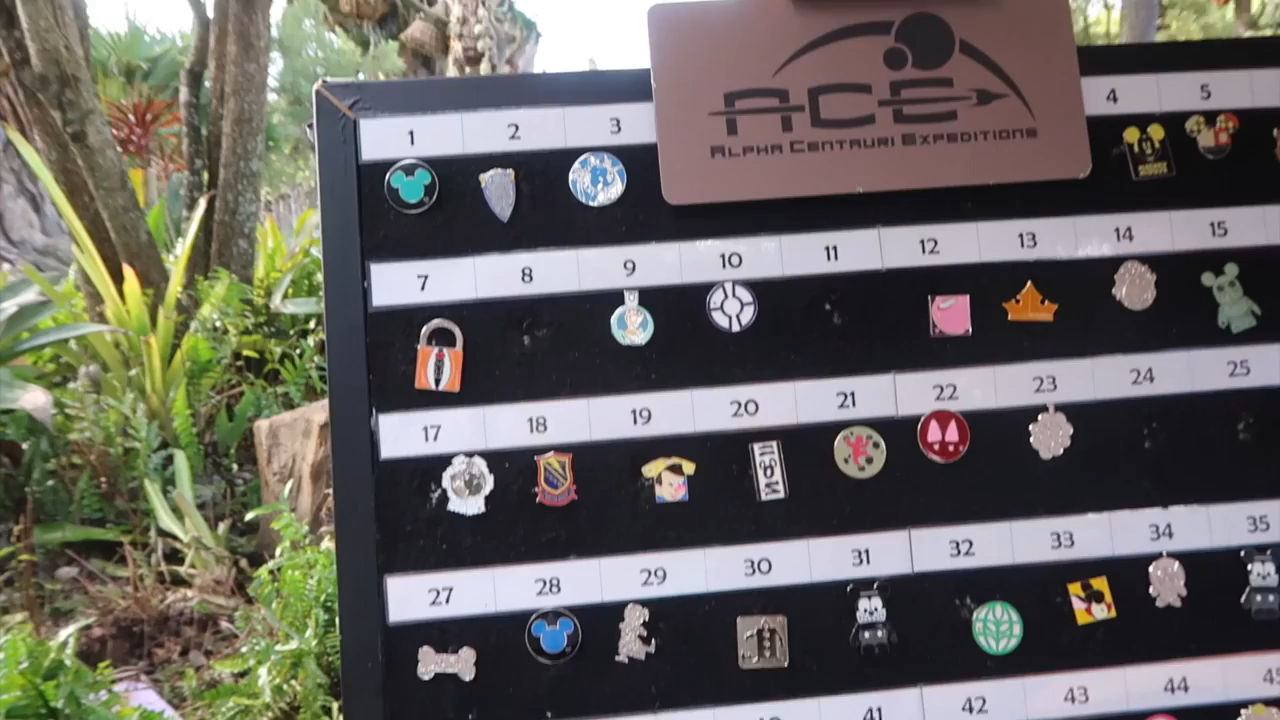 ACE
ALPHA CENTAURI EXPEDITIONS
1 2 3 4 5
7 8 9 10 11 12 13 14 15
17 18 19 20 21 22 23 24 25
27 28 29 30 31 32 33 34 35
41 42 43 44